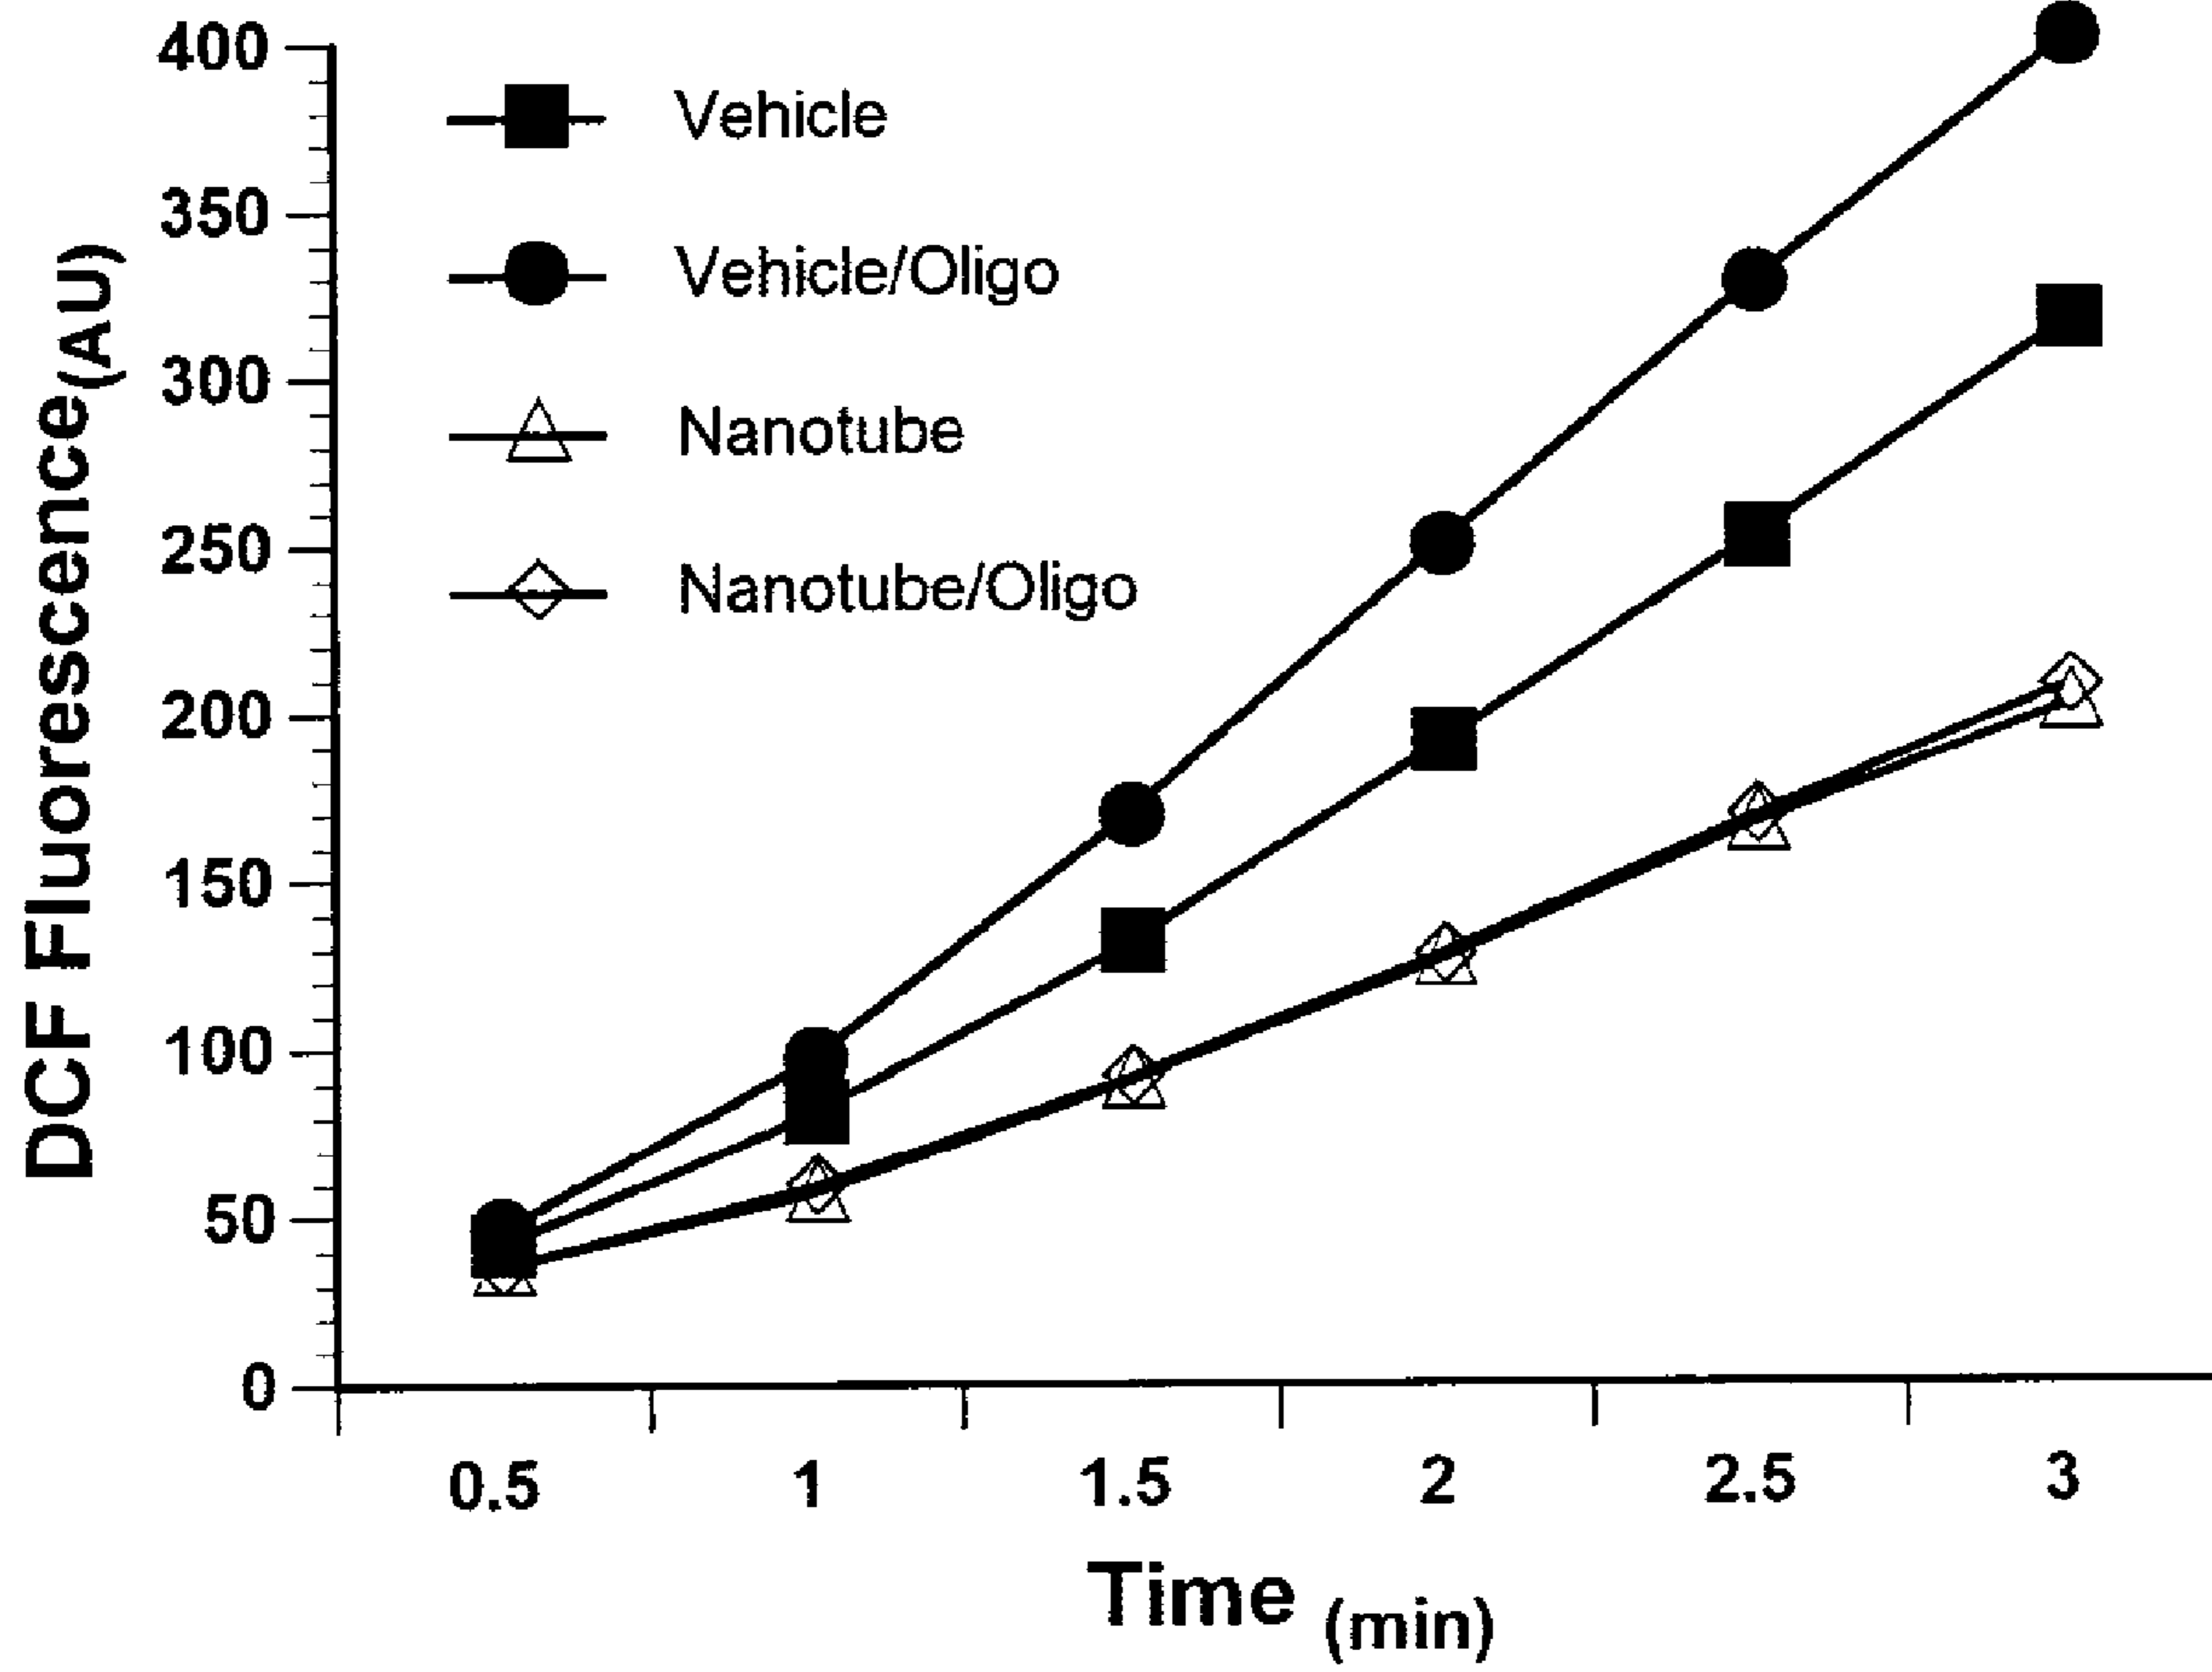 DCF Fluorescence(AU)
400
350
300
250
200
150
100
50
0
Vehicle
Vehicle/Oligo
Nanotube
Nanotube/Oligo
0.5 1 1.5 2 2.5 3
Time (min)